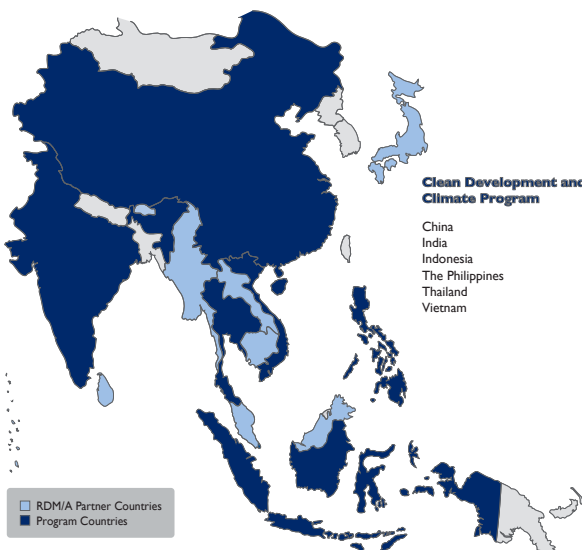 Clean Development and
Climate Program
China
India
Indonesia
The Philippines
Thailand
Vietnam
RDM/A Partner Countries
Program Countries